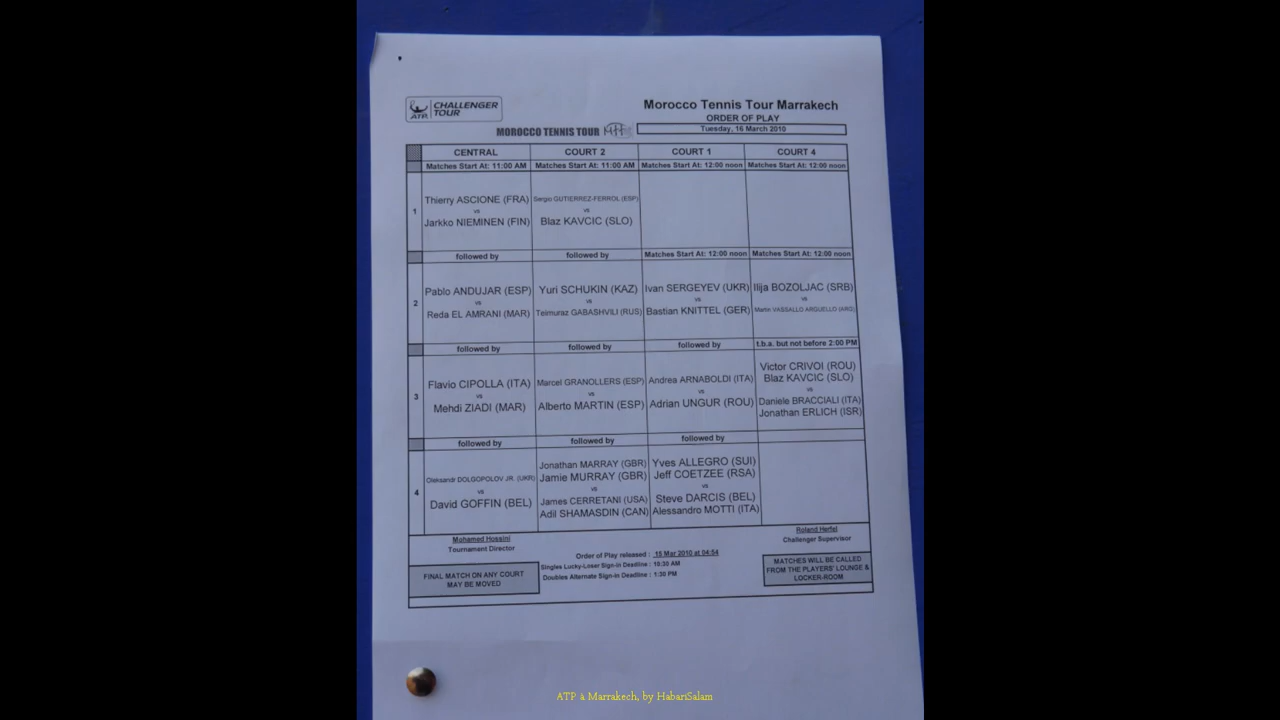 ATP CHALLENGER TOUR
MOROCCO TENNIS TOUR
Morocco Tennis Tour Marrakech
ORDER OF PLAY
Tuesday, 16 March 2010
CENTRAL COURT 2 COURT 1 COURT 4
Matches Start At: 11:00 AM Matches Start At: 11:00 AM Matches Start At: 12:00 noon Matches Start At: 12:00 noon
1
Thierry ASCIONE (FRA) Sergio GUTIERREZ-FERROL (ESP)
vs vs
Jarkko NIEMINEN (FIN) Blaz KAVCIC (SLO)
followed by followed by Matches Start At: 12:00 noon Matches Start At: 12:00 noon
2
Pablo ANDUJAR (ESP) Yuri SCHUKIN (KAZ) Ivan SERGEYEV (UKR) Ilija BOZOLJAC (SRB)
vs vs vs vs
Reda EL AMRANI (MAR) Teimuraz GABASHVILI (RUS) Bastian KNITTEL (GER) Martin VASSALLO ARGUELLO (ARG)
followed by followed by followed by t.b.a. but not before 2:00 PM
3
Flavio CIPOLLA (ITA) Marcel GRANOLLERS (ESP) Andrea ARNABOLDI (ITA) Victor CRIVOI (ROU)
Blaz KAVCIC (SLO)
vs vs vs vs
Mehdi ZIADI (MAR) Alberto MARTIN (ESP) Adrian UNGUR (ROU) Daniele BRACCIALI (ITA)
Jonathan ERLICH (ISR)
followed by followed by followed by
4
Oleksandr DOLGOPOLOV JR. (UKR) Jonathan MARRAY (GBR) Yves ALLEGRO (SUI)
Jamie MURRAY (GBR) Jeff COETZEE (RSA)
vs vs vs
David GOFFIN (BEL) James CERRETANI (USA) Steve DARCIS (BEL)
Adil SHAMASDIN (CAN) Alessandro MOTTI (ITA)
Mohamed Hossini
Tournament Director
Roland Herfel
Challenger Supervisor
Order of Play released : 15 Mar 2010 at 04:54
Singles Lucky-Loser Sign-in Deadline : 10:30 AM
Doubles Alternate Sign-in Deadline : 1:30 PM
FINAL MATCH ON ANY COURT
MAY BE MOVED
MATCHES WILL BE CALLED
FROM THE PLAYERS' LOUNGE &
LOCKER-ROOM
ATP à Marrakech, by HabariSalam